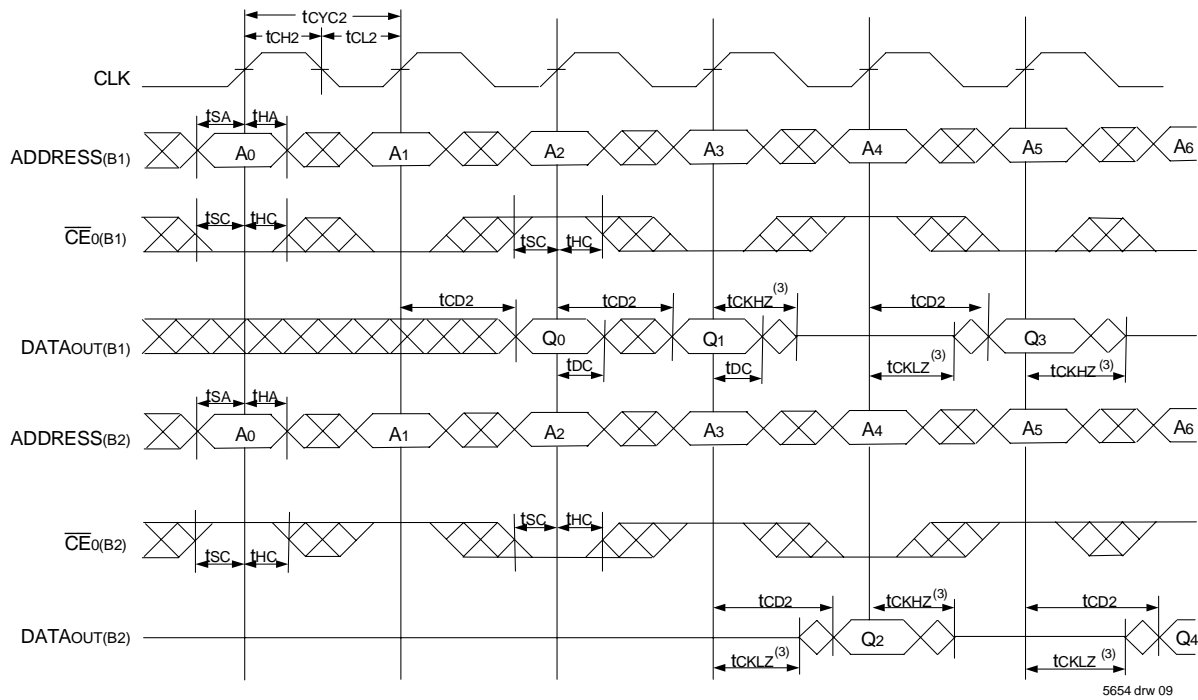 tCYC2
tCH2 tCL2
CLK
tSA tHA
ADDRESS(B1) A0 A1 A2 A3 A4 A5 A6
tSC tHC
CE0(B1) tSC tHC
tCD2 tCD2 tCKHZ(3) tCD2
DATAOUT(B1) Q0 Q1 Q3
tDC tDC tCKLZ(3) tCKHZ(3)
tSA tHA
ADDRESS(B2) A0 A1 A2 A3 A4 A5 A6
tSC tHC
CE0(B2)
tSC tHC
tCD2 tCKHZ(3) tCD2
DATAOUT(B2) Q2 Q4
tCKLZ(3) tCKLZ(3)
5654 drw 09